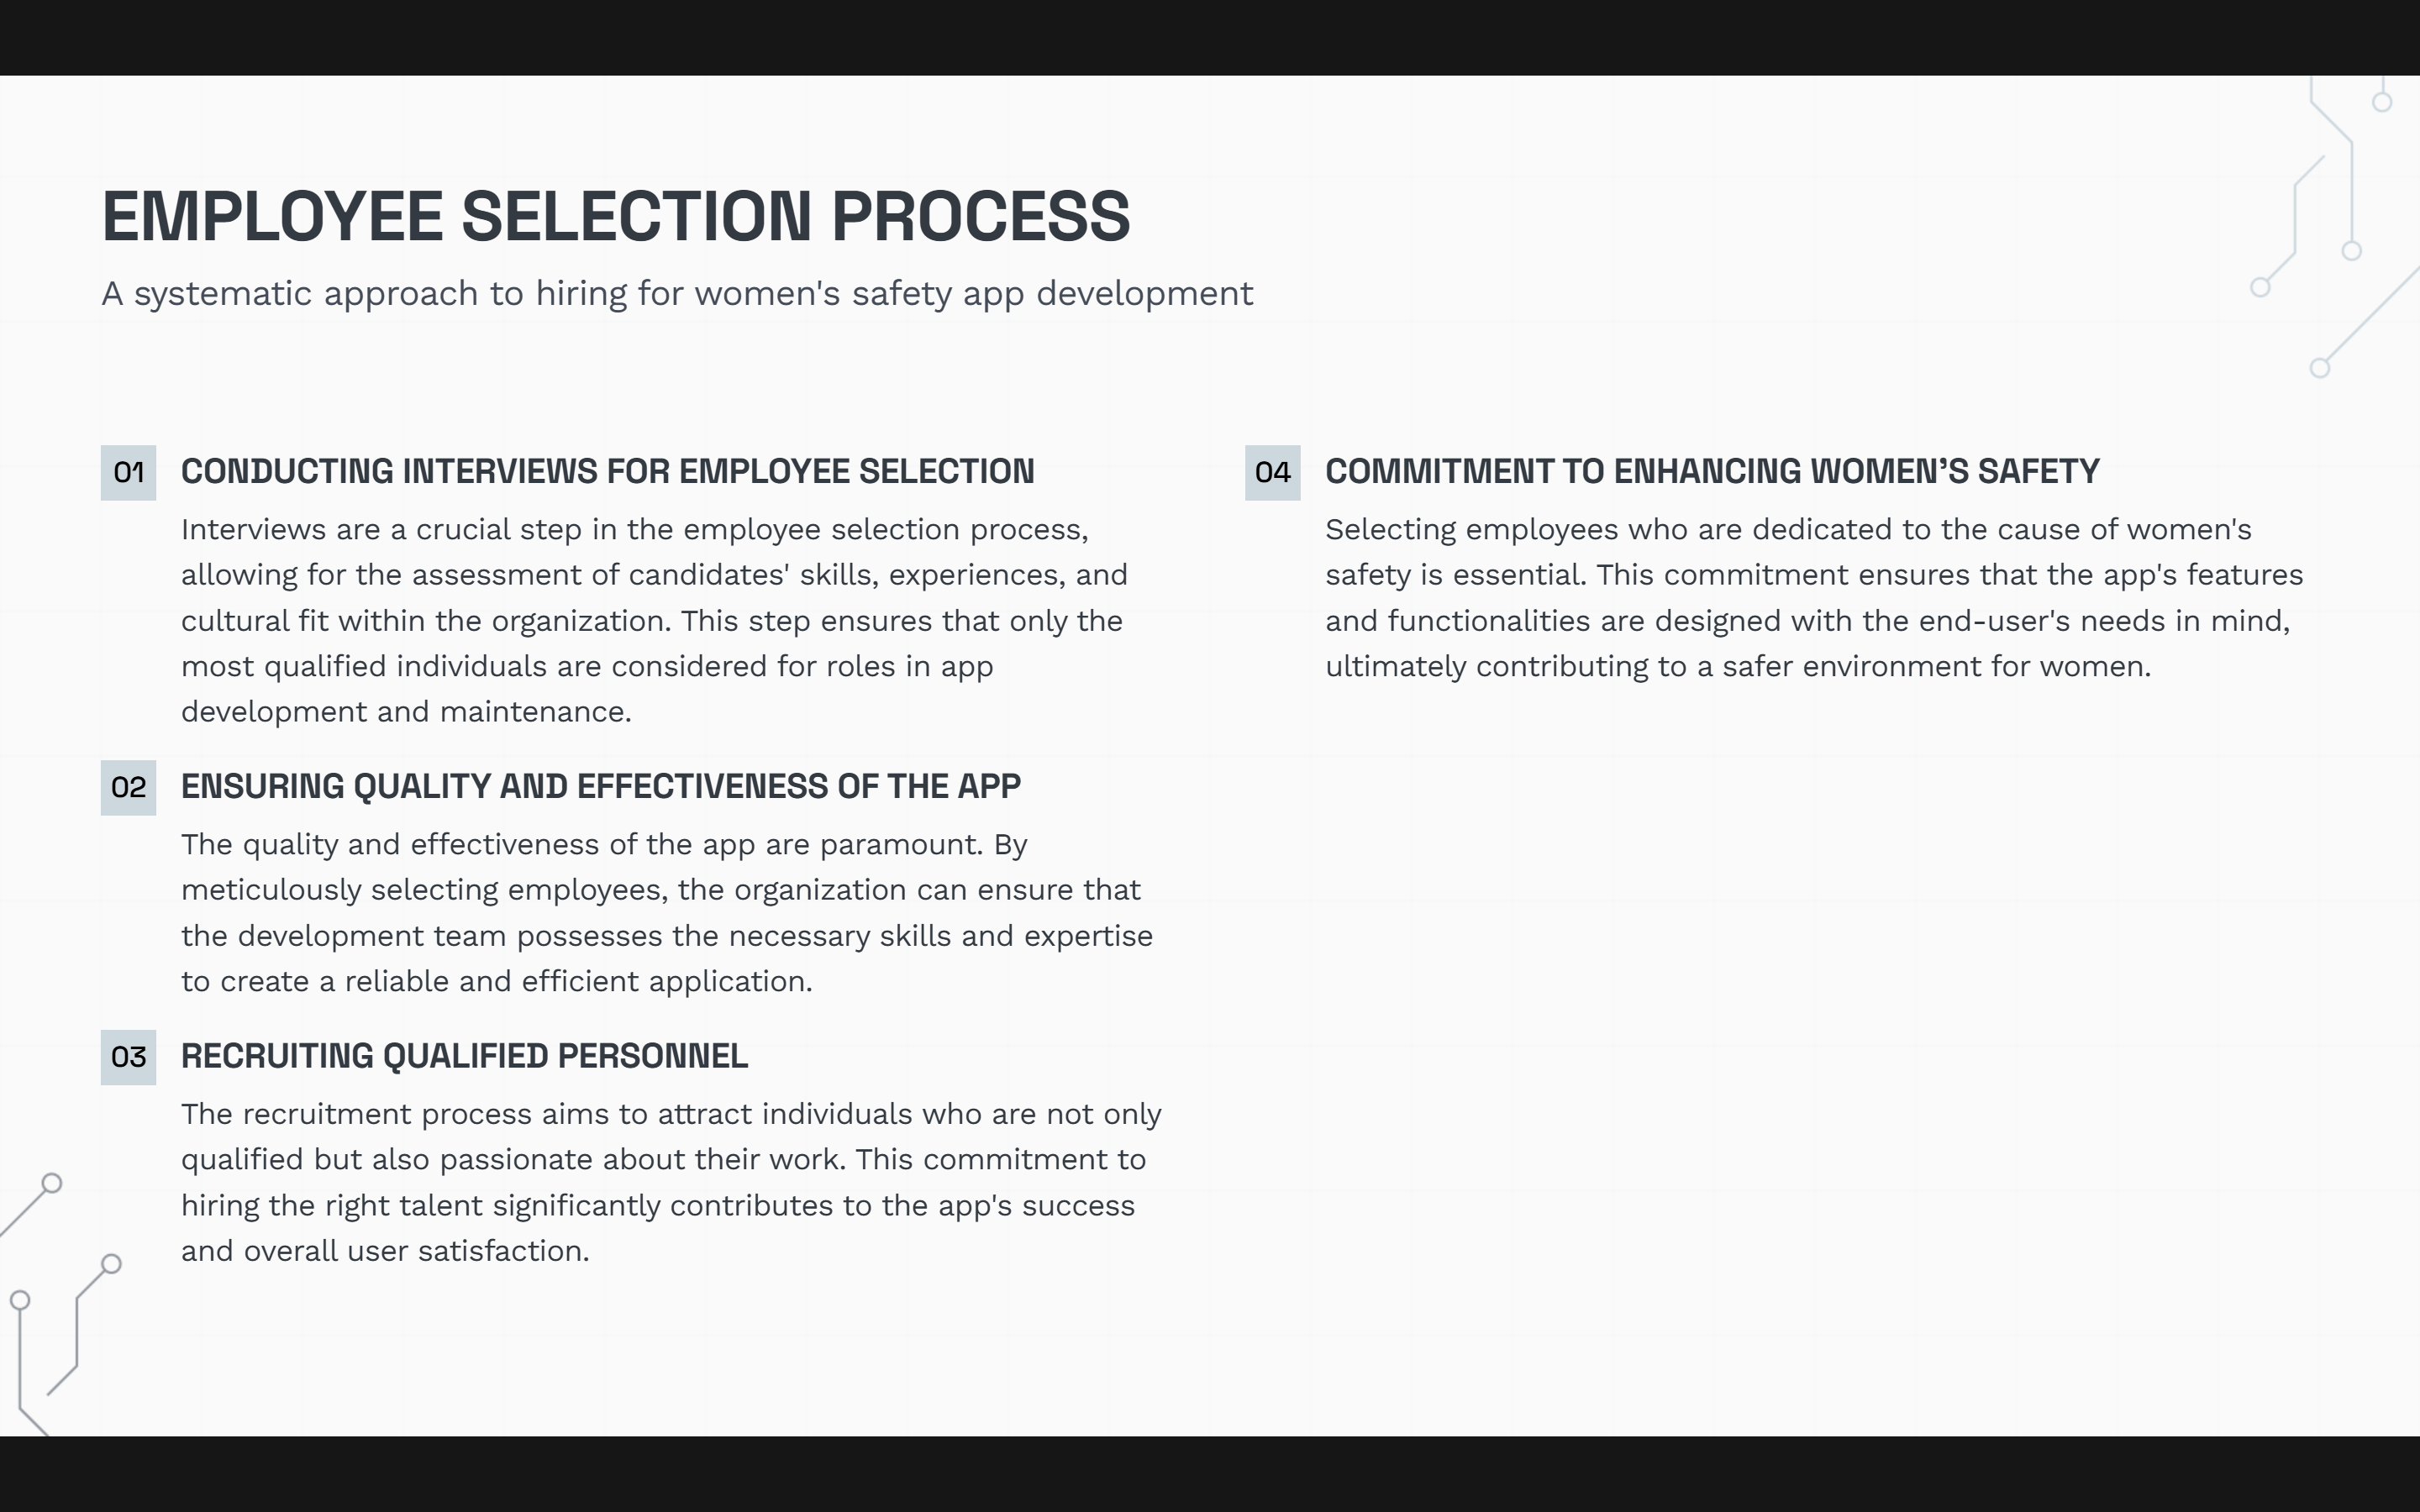 EMPLOYEE SELECTION PROCESS
A systematic approach to hiring for women's safety app development
01 CONDUCTING INTERVIEWS FOR EMPLOYEE SELECTION
Interviews are a crucial step in the employee selection process,
allowing for the assessment of candidates' skills, experiences, and
cultural fit within the organization. This step ensures that only the
most qualified individuals are considered for roles in app
development and maintenance.
02 ENSURING QUALITY AND EFFECTIVENESS OF THE APP
The quality and effectiveness of the app are paramount. By
meticulously selecting employees, the organization can ensure that
the development team possesses the necessary skills and expertise
to create a reliable and efficient application.
03 RECRUITING QUALIFIED PERSONNEL
The recruitment process aims to attract individuals who are not only
qualified but also passionate about their work. This commitment to
hiring the right talent significantly contributes to the app's success
and overall user satisfaction.
04 COMMITMENT TO ENHANCING WOMEN’S SAFETY
Selecting employees who are dedicated to the cause of women's
safety is essential. This commitment ensures that the app's features
and functionalities are designed with the end-user's needs in mind,
ultimately contributing to a safer environment for women.